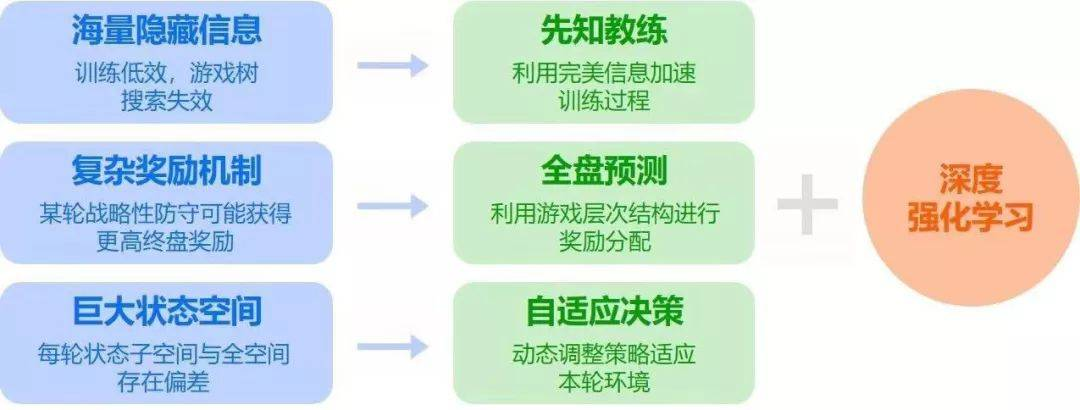 海量隐藏信息
训练低效，游戏树
搜索失效
先知教练
利用完美信息加速
训练过程
复杂奖励机制
某轮战略性防守可能获得
更高终盘奖励
全盘预测
利用游戏层次结构进行
奖励分配
巨大状态空间
每轮状态子空间与全空间
存在偏差
自适应决策
动态调整策略适应
本轮环境
+
深度
强化学习